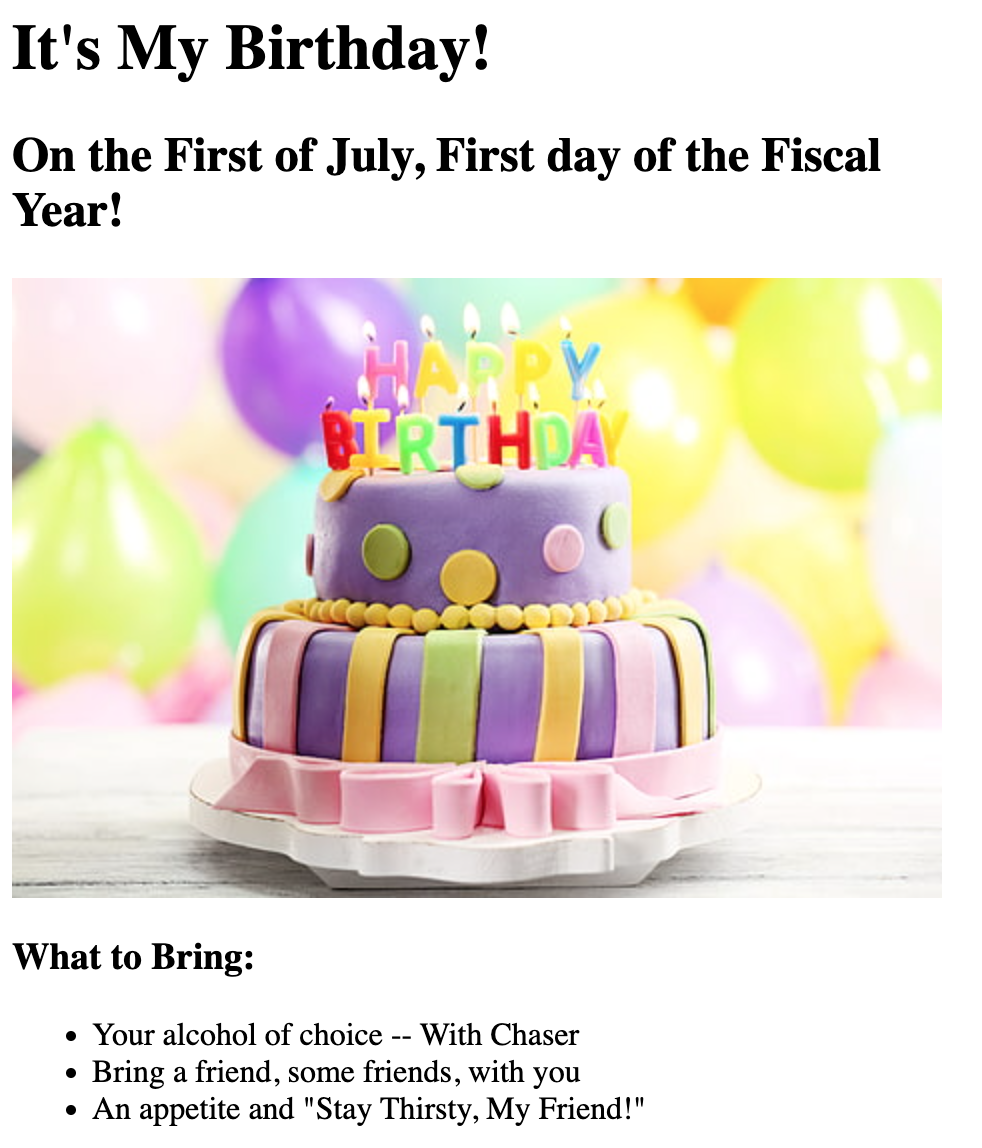 It's My Birthday!
On the First of July, First day of the Fiscal
Year!
HAPPY
BIRTHDAY
What to Bring:
Your alcohol of choice -- With Chaser
Bring a friend, some friends, with you
An appetite and "Stay Thirsty, My Friend!"